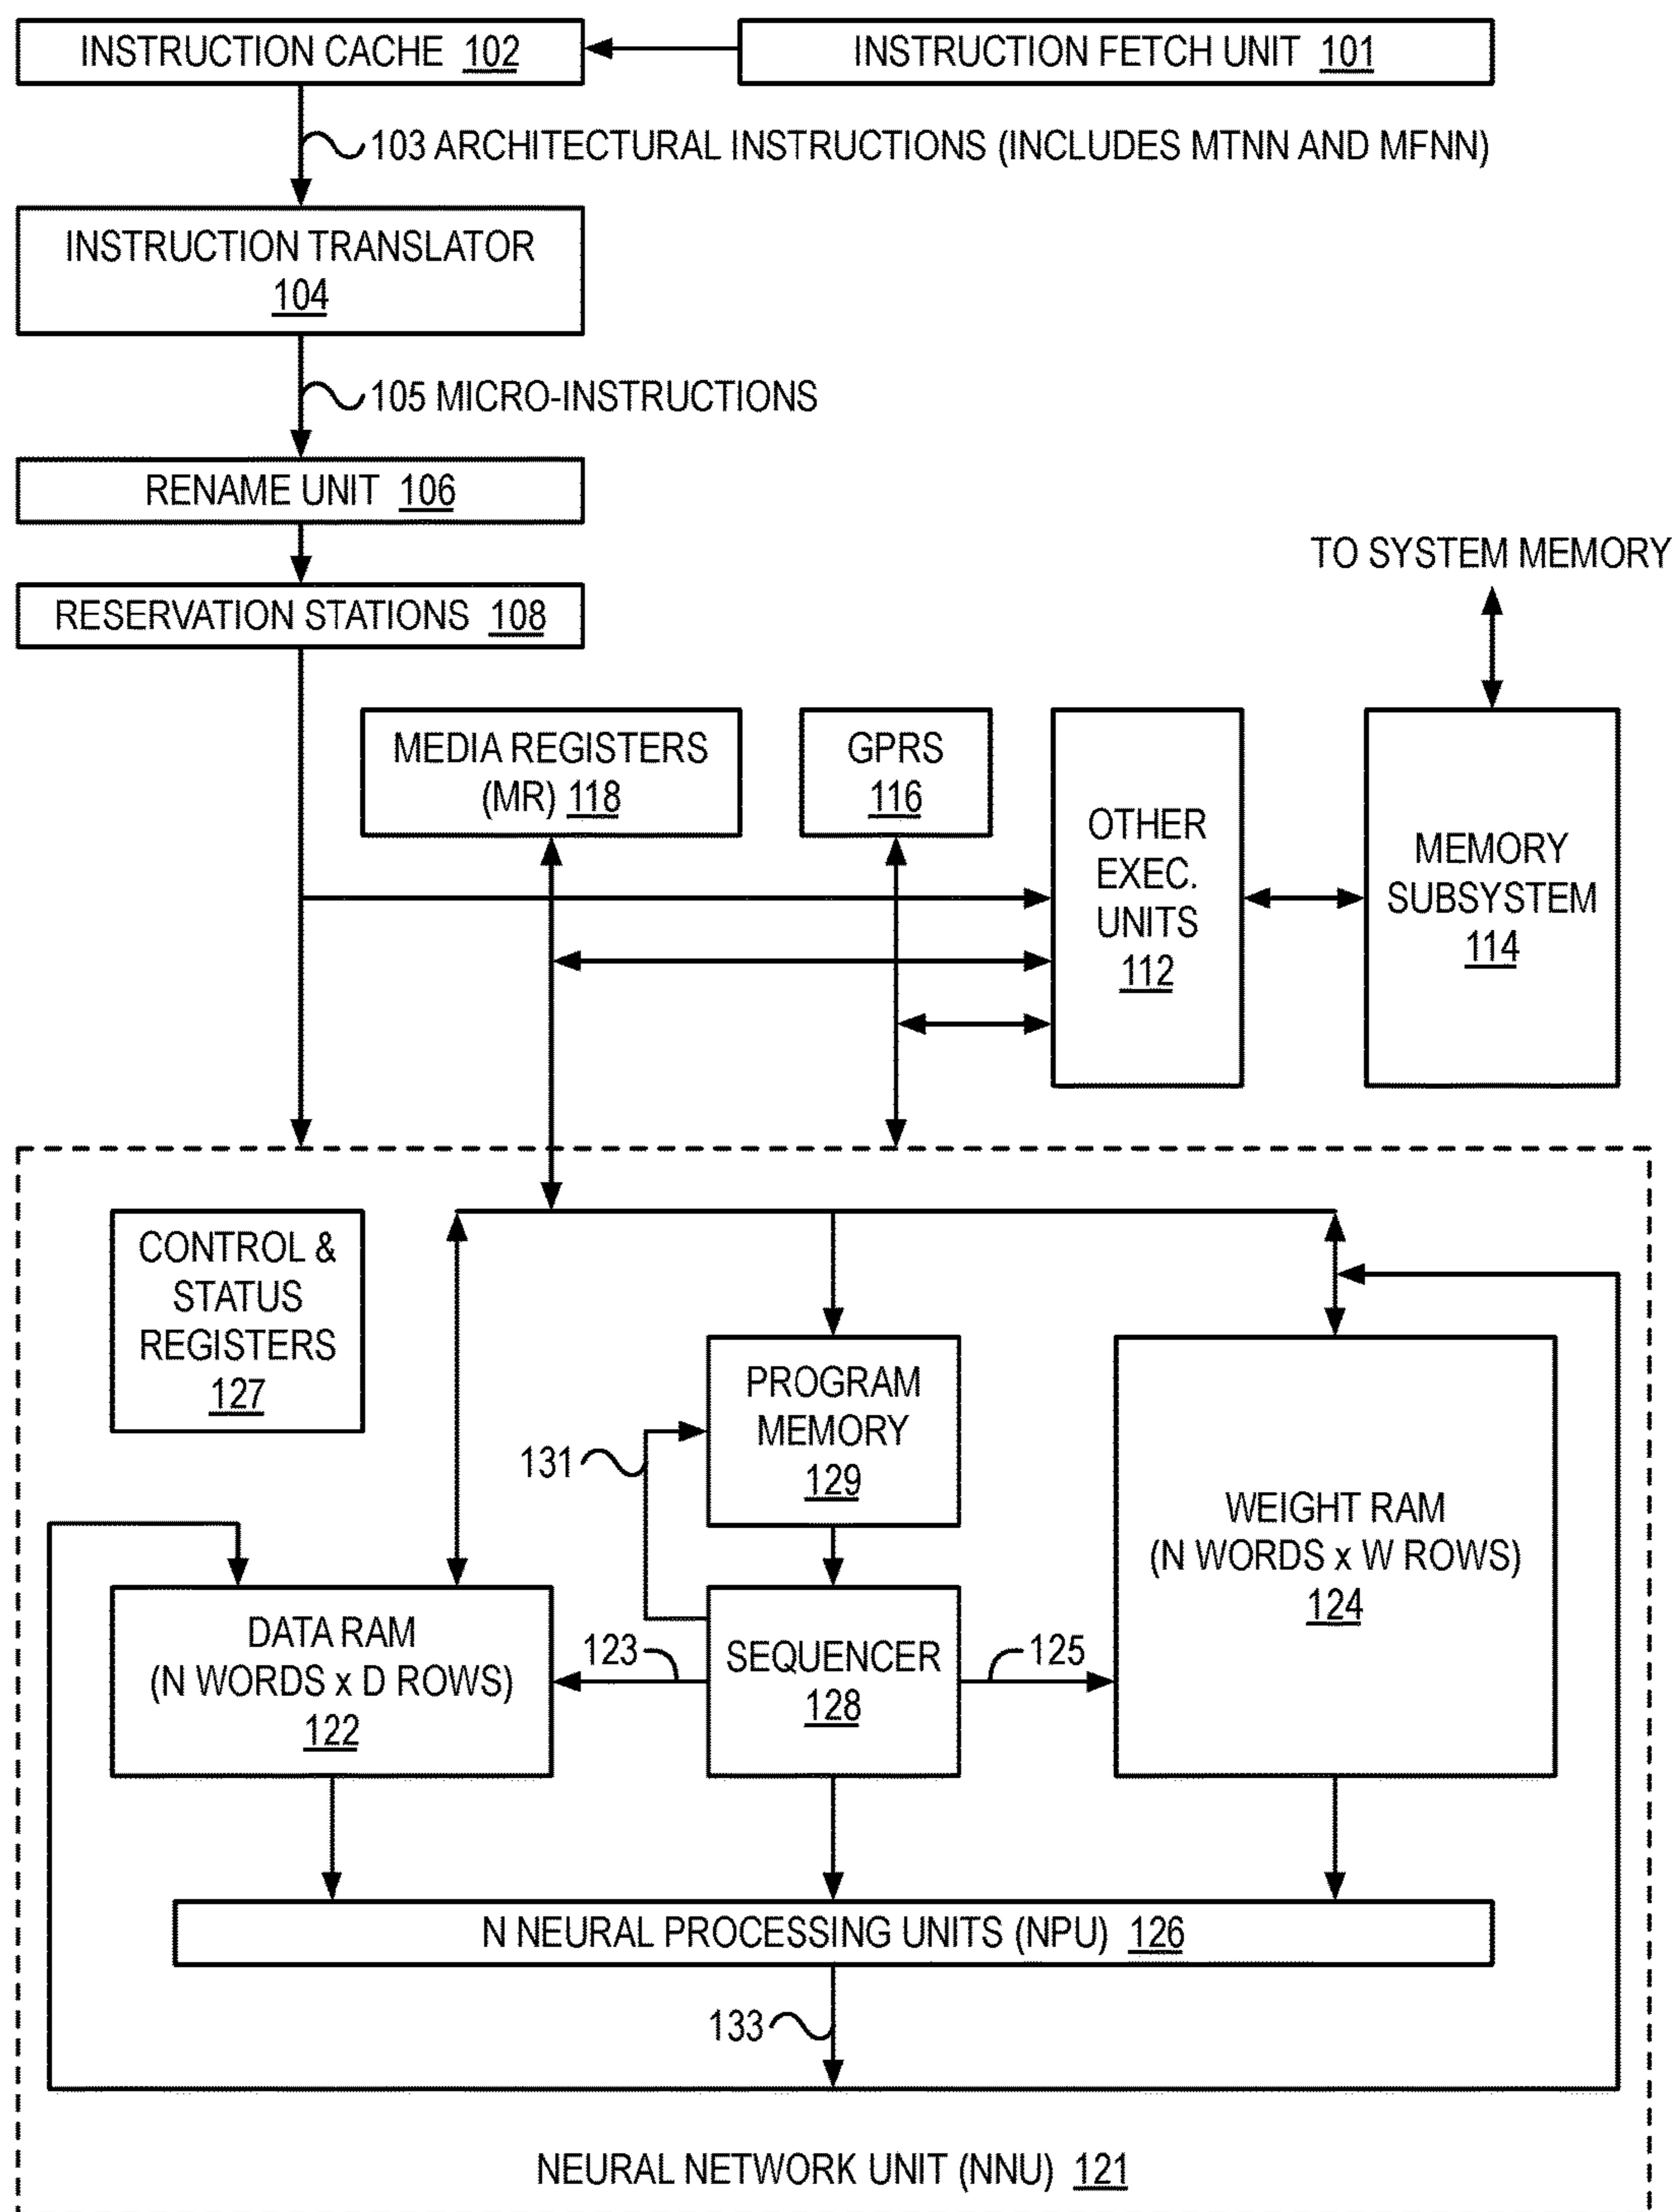 INSTRUCTION CACHE 102
INSTRUCTION FETCH UNIT 101
103 ARCHITECTURAL INSTRUCTIONS (INCLUDES MTNN AND MFNN)
INSTRUCTION TRANSLATOR
104
105 MICRO-INSTRUCTIONS
RENAME UNIT 106
TO SYSTEM MEMORY
RESERVATION STATIONS 108
MEDIA REGISTERS
(MR) 118
GPRS
116
OTHER
EXEC.
UNITS
112
MEMORY
SUBSYSTEM
114
CONTROL &
STATUS
REGISTERS
127
PROGRAM
MEMORY
129
131
WEIGHT RAM
(N WORDS x W ROWS)
124
DATA RAM
(N WORDS x D ROWS)
122
123
SEQUENCER
128
125
N NEURAL PROCESSING UNITS (NPU) 126
133
NEURAL NETWORK UNIT (NNU) 121